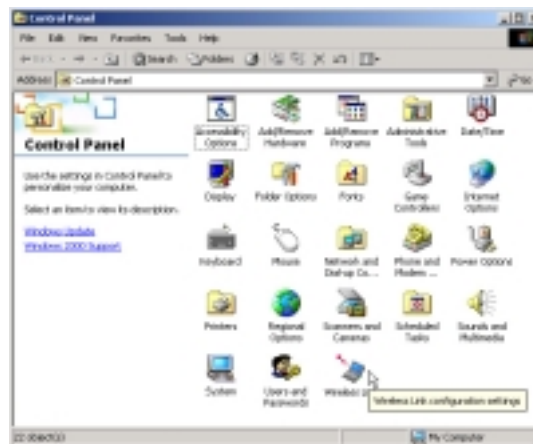 Control Panel
File Edit View Favorites Tools Help
Search Folders
Address Control Panel
Control Panel
Use the settings in Control Panel to
personalize your computer.
Select an item to view its description.
Windows Update
Windows 2000 Support
Accessibility
Options
Add/Remove
Hardware
Add/Remove
Programs
Administrative
Tools
Date/Time
Display
Folder Options
Fonts
Game
Controllers
Internet
Options
Keyboard
Mouse
Network and
Dial-up Co...
Phone and
Modem ...
Power Options
Printers
Regional
Options
Scanners and
Cameras
Scheduled
Tasks
Sounds and
Multimedia
System
Users and
Passwords
Wireless
Wireless Link configuration settings
22 object(s)
My Computer